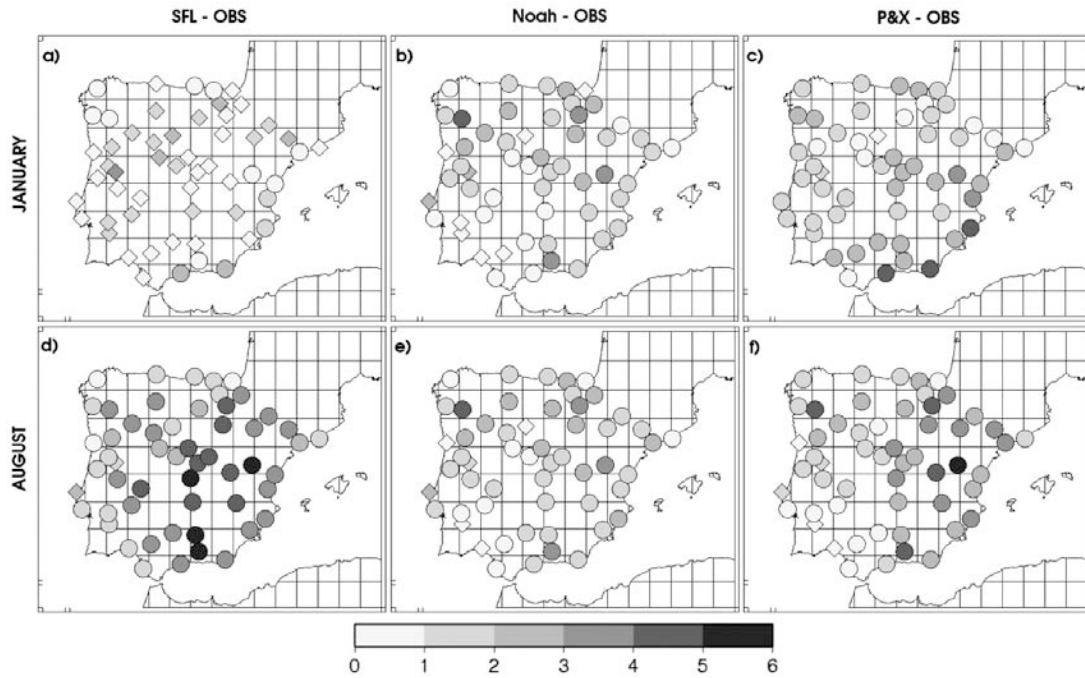 SFL - OBS
Noah - OBS
P&X - OBS
JANUARY
a)
b)
c)
AUGUST
d)
e)
f)
0 1 2 3 4 5 6